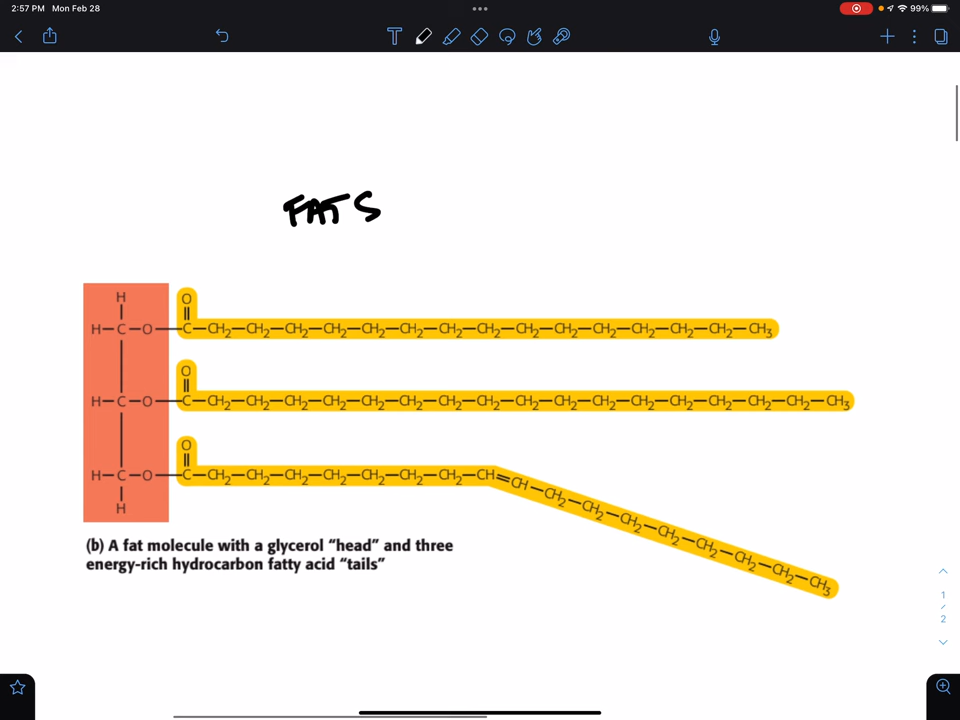 2:57 PM Mon Feb 28
99%
FATS
H
O
H–C–O–C–CH₂–CH₂–CH₂–CH₂–CH₂–CH₂–CH₂–CH₂–CH₂–CH₂–CH₂–CH₂–CH₂–CH₂–CH₃
O
H–C–O–C–CH₂–CH₂–CH₂–CH₂–CH₂–CH₂–CH₂–CH₂–CH₂–CH₂–CH₂–CH₂–CH₂–CH₂–CH₂–CH₂–CH₃
O
H–C–O–C–CH₂–CH₂–CH₂–CH₂–CH₂–CH₂–CH₂–CH=CH–CH₂–CH₂–CH₂–CH₂–CH₂–CH₂–CH₂–CH₃
H
(b) A fat molecule with a glycerol “head” and three
energy-rich hydrocarbon fatty acid “tails”
1
/
2